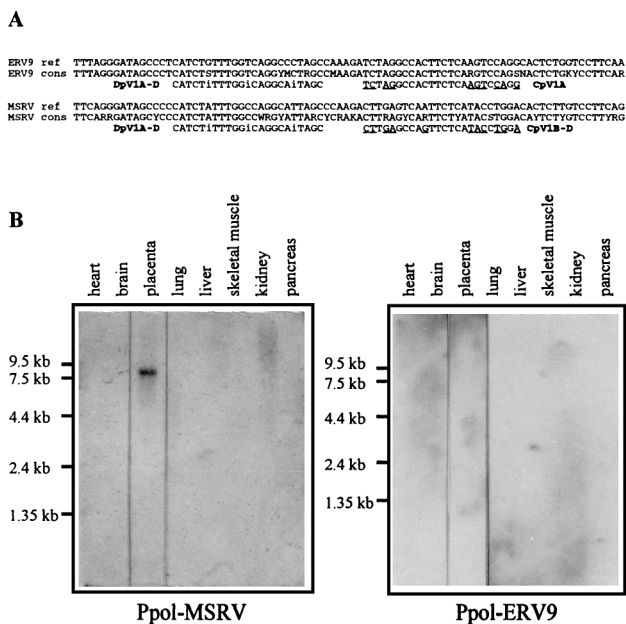 A
ERV9 ref TTTAGGGATAGCCCTCATCTGTTTGGTCAGGCCCTAGCCAAAGATCTAGGCCACTTCTCAAGTCCAGGCACTCTGGTCCTTCAA
ERV9 cons TTTAGGGATAGCCCTCATCTSTTTGGTCAGGYMCTRGCCMAAGATCTAGGCCACTTCTCARGTCCAGSNACTCTGKYCCTTCAR
DpV1A-D CATCTiTTTGGiCAGGCAiTAGC TCTAGGCCACTTCTCAAGTCCAGG CpV1A
MSRV ref TTCAGGGATAGCCCCCATCTATTTGGCCAGGCATTAGCCCAAGACTTGAGTCAATTCTCATACCTGGACACTCTTGTCCTTCAG
MSRV cons TTCARRGATAGCYCCCATCTATTTGGCCWRGYATTARCYCRAKACTTRAGYCARTTCTYATACSTGGACAYTCTYGTCCTTYRG
DpV1A-D CATCTiTTTGGiCAGGCAiTAGC CTTGAGCCAGTTCTCATACCTGGA CpV1B-D
B
heart brain placenta lung liver skeletal muscle kidney pancreas
9.5 kb
7.5 kb
4.4 kb
2.4 kb
1.35 kb
Ppol-MSRV
heart brain placenta lung liver skeletal muscle kidney pancreas
9.5 kb
7.5 kb
4.4 kb
2.4 kb
1.35 kb
Ppol-ERV9